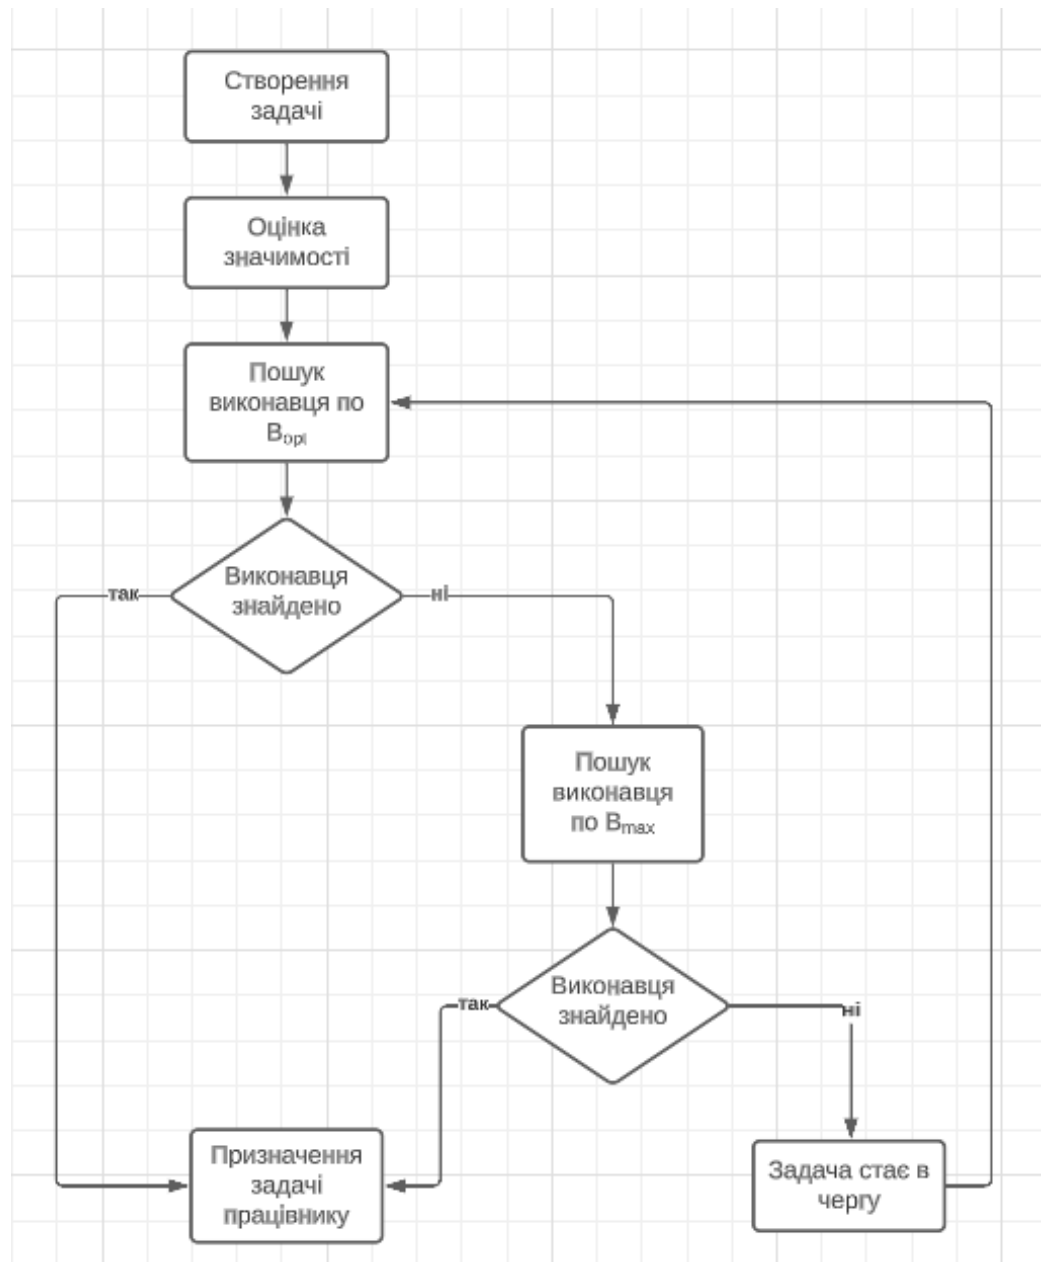 Створення
задачі
Оцінка
значимості
Пошук
виконавця по
Bopt
Виконавця
знайдено
так
ні
Пошук
виконавця
по Bmax
Виконавця
знайдено
так
ні
Призначення
задачі
працівнику
Задача стає в
чергу